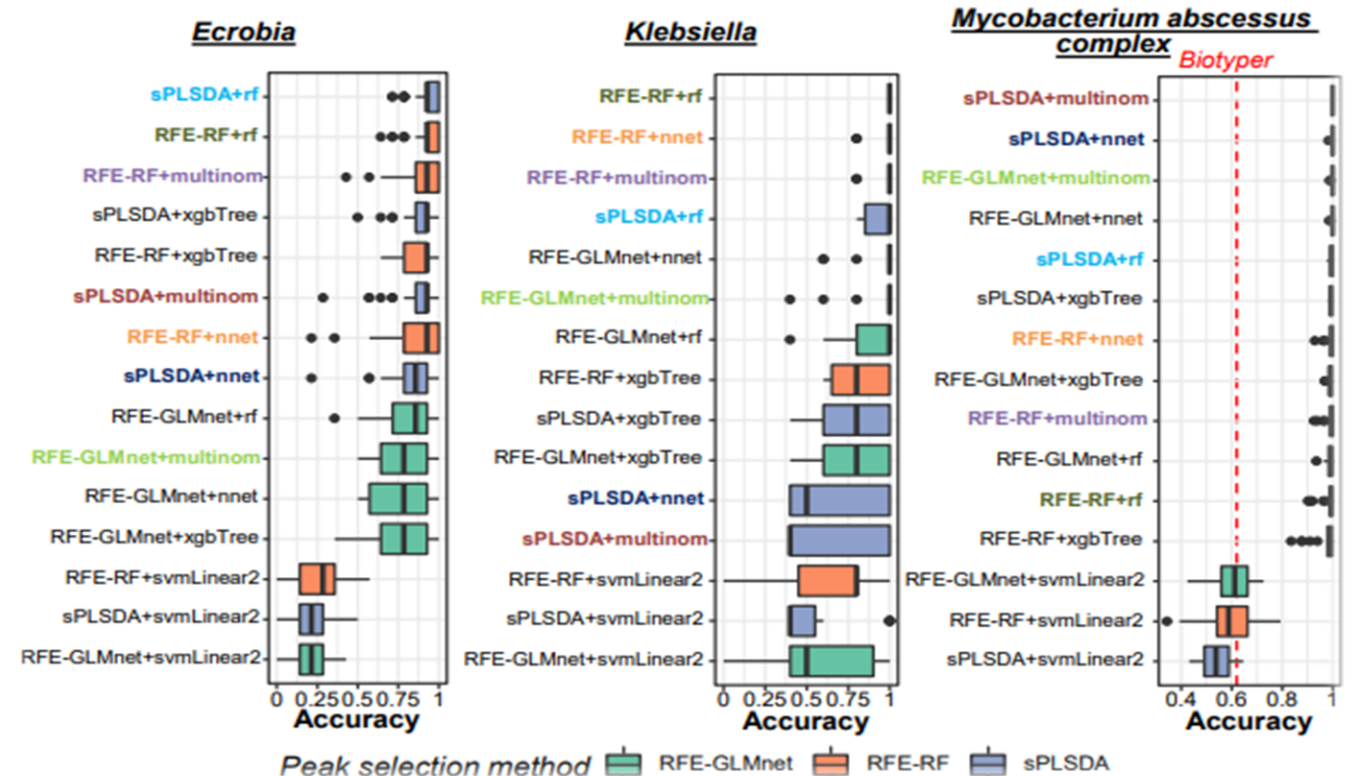 Ecrobia
sPLSDA+rf
RFE-RF+rf
RFE-RF+multinom
sPLSDA+xgbTree
RFE-RF+xgbTree
sPLSDA+multinom
RFE-RF+nnet
sPLSDA+nnet
RFE-GLMnet+rf
RFE-GLMnet+multinom
RFE-GLMnet+nnet
RFE-GLMnet+xgbTree
RFE-RF+svmLinear2
sPLSDA+svmLinear2
RFE-GLMnet+svmLinear2
0 0.25 0.5 0.75 1
Accuracy
Klebsiella
RFE-RF+rf
RFE-RF+nnet
RFE-RF+multinom
sPLSDA+rf
RFE-GLMnet+nnet
RFE-GLMnet+multinom
RFE-GLMnet+rf
RFE-RF+xgbTree
sPLSDA+xgbTree
RFE-GLMnet+xgbTree
sPLSDA+nnet
sPLSDA+multinom
RFE-RF+svmLinear2
sPLSDA+svmLinear2
RFE-GLMnet+svmLinear2
0 0.25 0.5 0.75 1
Accuracy
Mycobacterium abscessus
complex
Biotyper
sPLSDA+multinom
sPLSDA+nnet
RFE-GLMnet+multinom
RFE-GLMnet+nnet
sPLSDA+rf
sPLSDA+xgbTree
RFE-RF+nnet
RFE-GLMnet+xgbTree
RFE-RF+multinom
RFE-GLMnet+rf
RFE-RF+rf
RFE-RF+xgbTree
RFE-GLMnet+svmLinear2
RFE-RF+svmLinear2
sPLSDA+svmLinear2
0.4 0.6 0.8 1
Accuracy
Peak selection method RFE-GLMnet RFE-RF sPLSDA